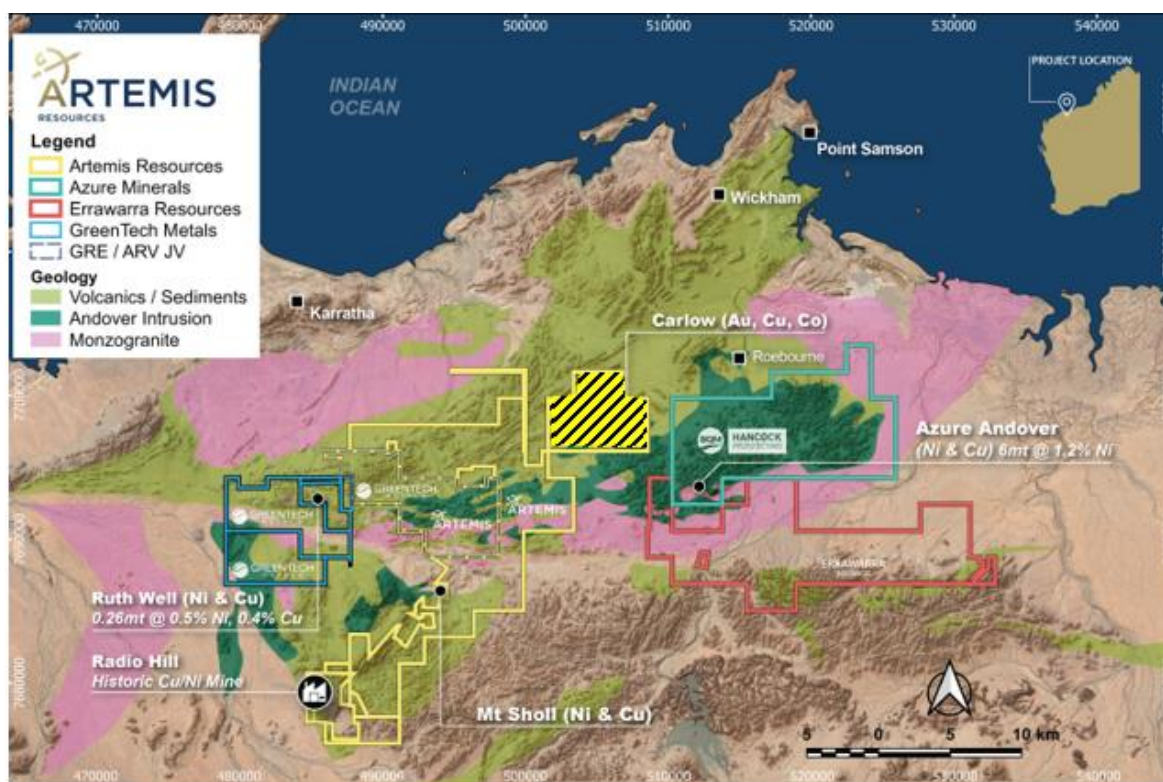 470000 480000 490000 500000 510000 520000 530000 540000
ARTEMIS
RESOURCES
Legend
Artemis Resources
Azure Minerals
Errawarra Resources
GreenTech Metals
GRE / ARV JV
Geology
Volcanics / Sediments
Andover Intrusion
Monzogranite
INDIAN
OCEAN
PROJECT LOCATION
Point Samson
Wickham
Karratha
Carlow (Au, Cu, Co)
Roebourne
SQM
HANCOCK
PROSPECTING
Azure Andover
(Ni & Cu) 6mt @ 1.2% Ni
GREENTECH
GREENTECH
ARTEMIS
ARTEMIS
GREENTECH
ERRAWARRA
Ruth Well (Ni & Cu)
0.26mt @ 0.5% Ni, 0.4% Cu
Radio Hill
Historic Cu/Ni Mine
Mt Sholl (Ni & Cu)
7680000
7680000
5 0 5 10 km
470000 480000 490000 500000 510000 520000 530000 540000